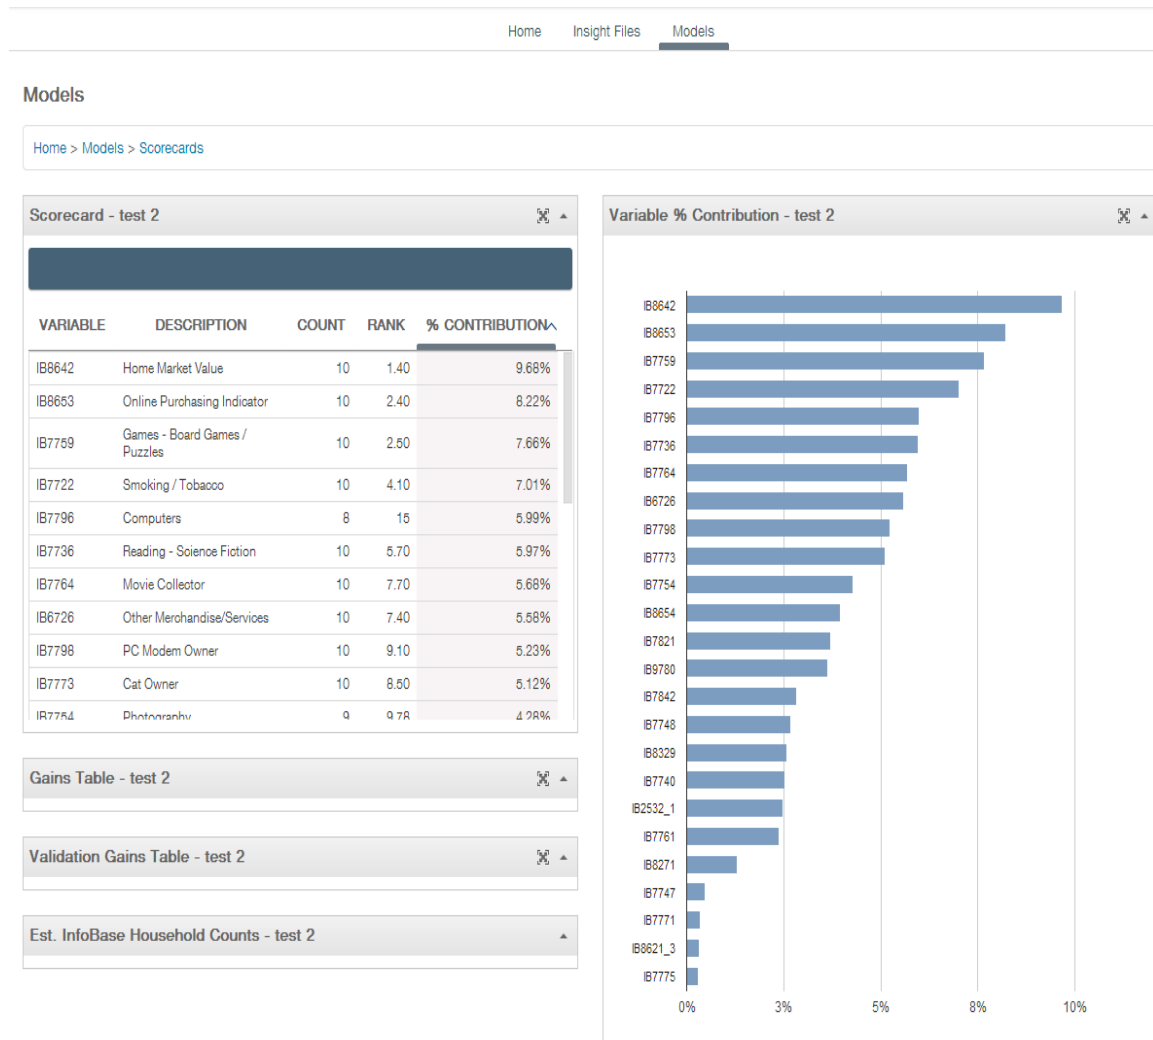 Home Insight Files Models
Models
Home > Models > Scorecards
Scorecard - test 2
VARIABLE DESCRIPTION COUNT RANK % CONTRIBUTION
IB8642 Home Market Value 10 1.40 9.68%
IB8653 Online Purchasing Indicator 10 2.40 8.22%
IB7759 Games - Board Games /
Puzzles 10 2.50 7.66%
IB7722 Smoking / Tobacco 10 4.10 7.01%
IB7796 Computers 8 15 5.99%
IB7736 Reading - Science Fiction 10 5.70 5.97%
IB7764 Movie Collector 10 7.70 5.68%
IB6726 Other Merchandise/Services 10 7.40 5.58%
IB7798 PC Modem Owner 10 9.10 5.23%
IB7773 Cat Owner 10 8.50 5.12%
IB7754 Photography 9 9.78 4.28%
Gains Table - test 2
Validation Gains Table - test 2
Est. InfoBase Household Counts - test 2
Variable % Contribution - test 2
IB8642
IB8653
IB7759
IB7722
IB7796
IB7736
IB7764
IB6726
IB7798
IB7773
IB7754
IB8654
IB7821
IB9780
IB7842
IB7748
IB8329
IB7740
IB2532_1
IB7761
IB8271
IB7747
IB7771
IB8621_3
IB7775
0% 3% 5% 8% 10%